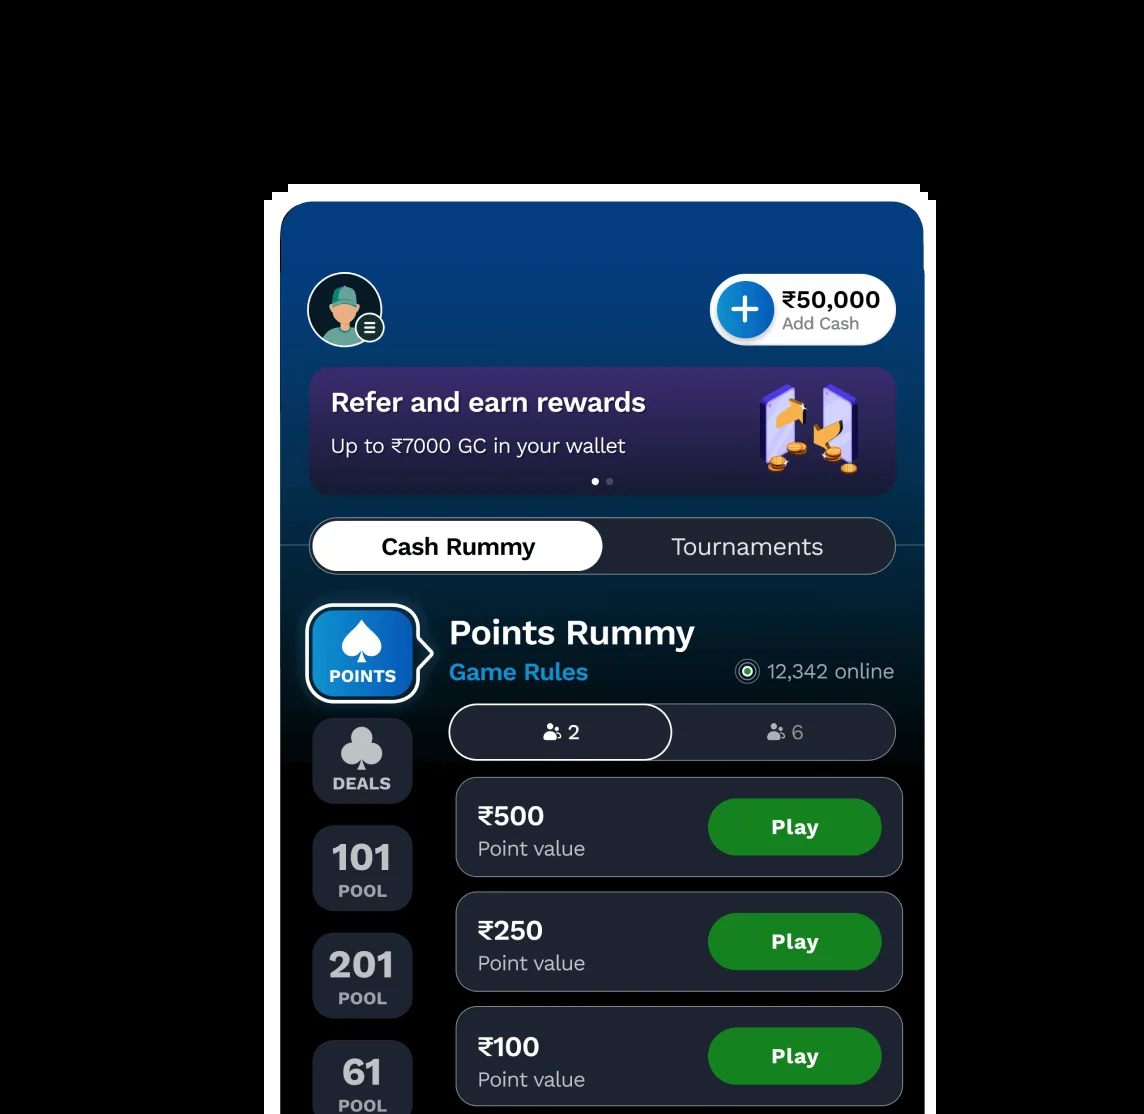 ₹50,000
Add Cash
Refer and earn rewards
Up to ₹7000 GC in your wallet
Cash Rummy
Tournaments
POINTS
DEALS
101
POOL
201
POOL
61
POOL
Points Rummy
Game Rules
12,342 online
2
6
₹500
Point value
Play
₹250
Point value
Play
₹100
Point value
Play